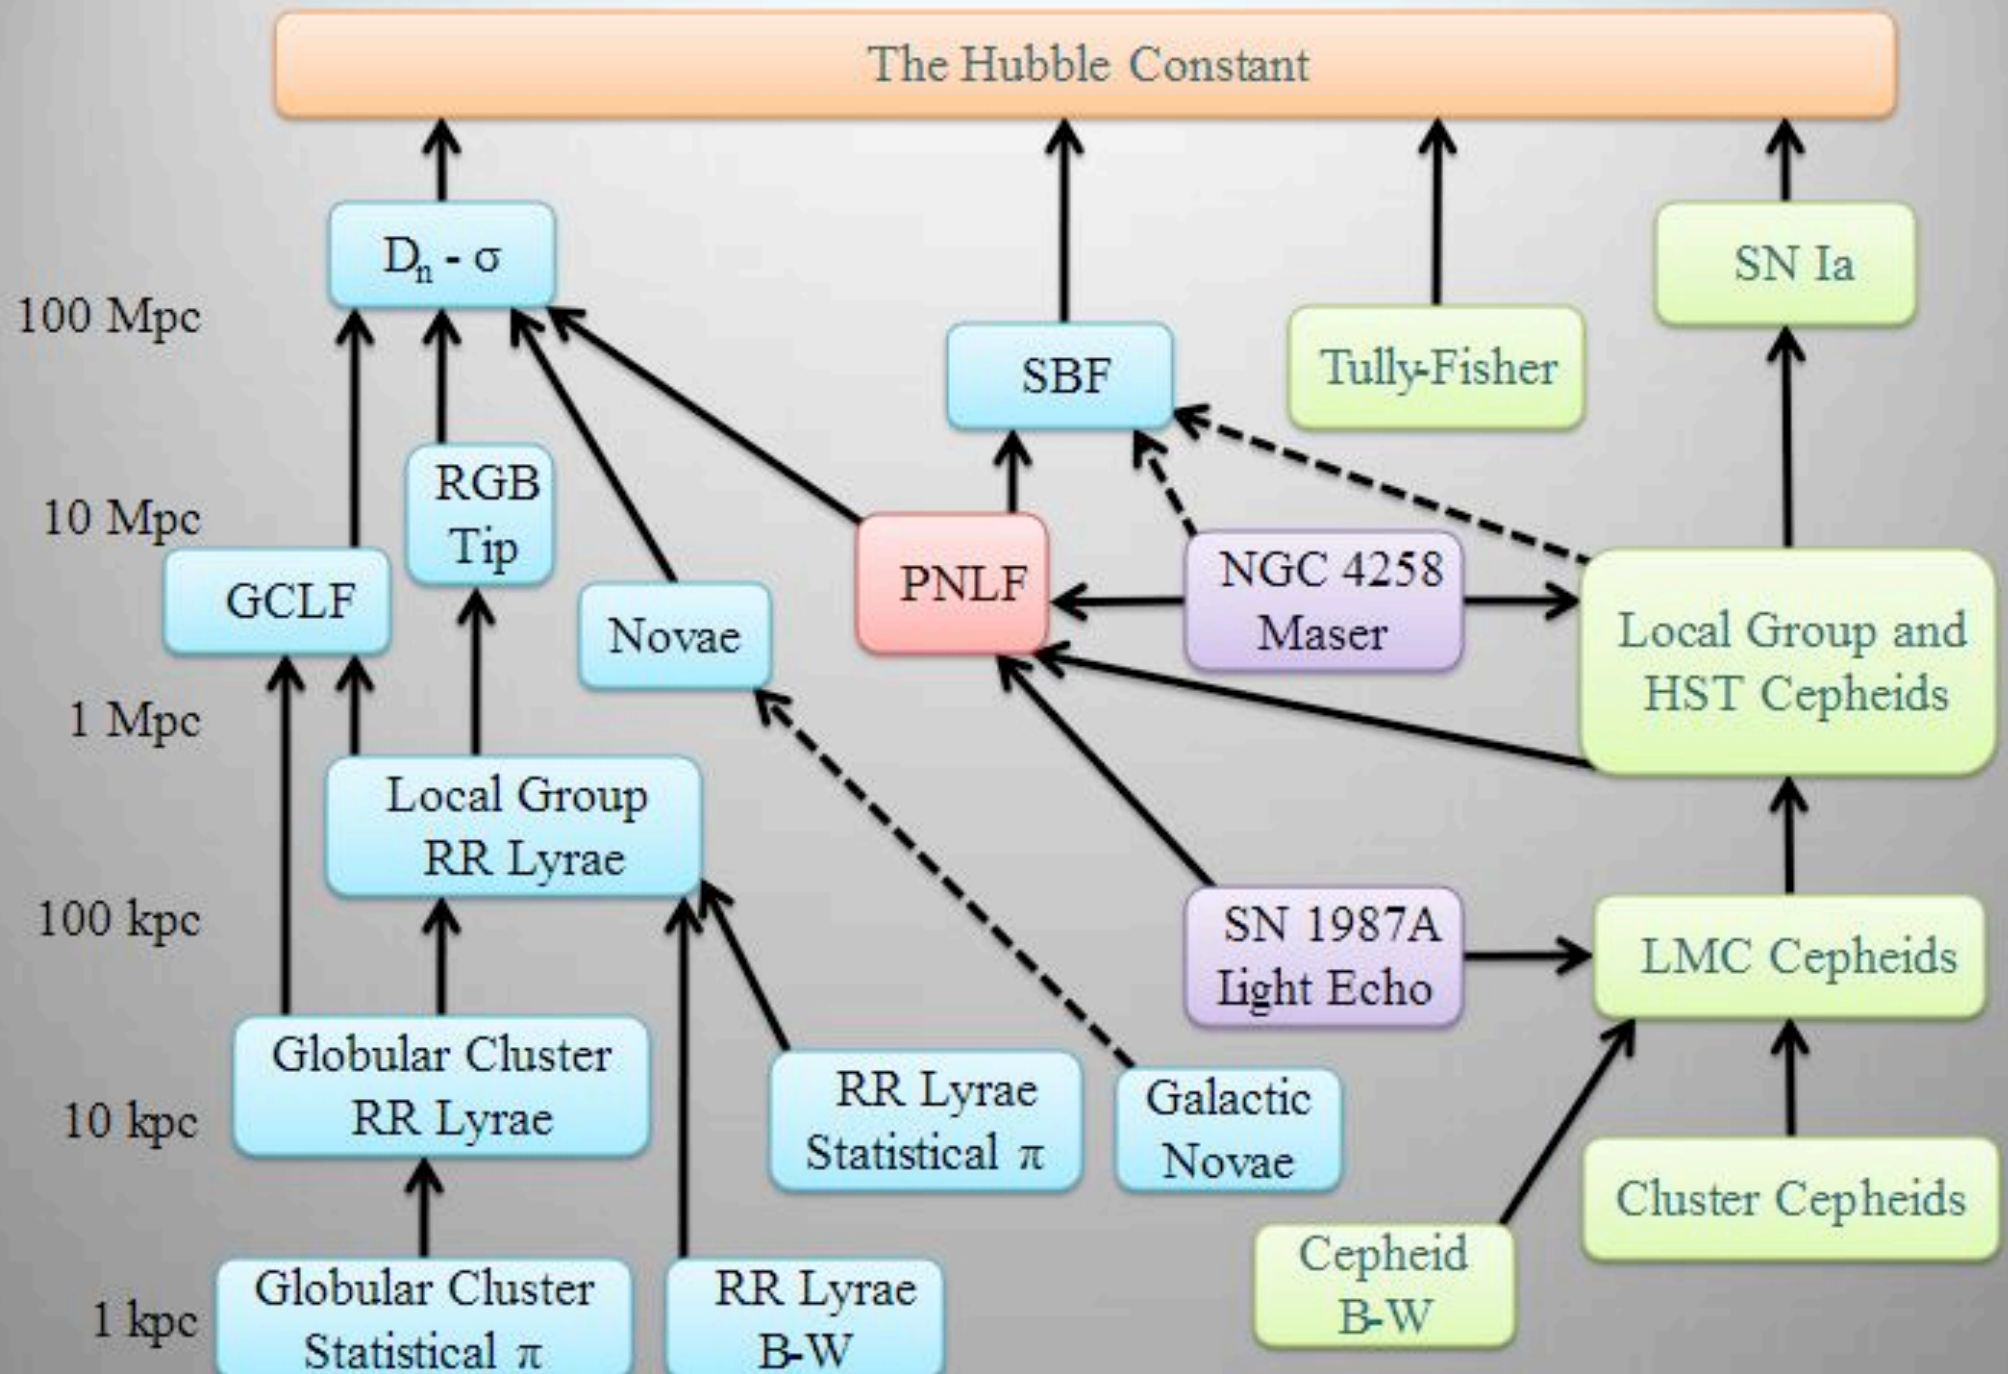 The Hubble Constant
Dₙ - σ
SN Ia
100 Mpc
SBF
Tully-Fisher
RGB
Tip
10 Mpc
GCLF
Novae
PNLF
NGC 4258
Maser
Local Group and
HST Cepheids
1 Mpc
Local Group
RR Lyrae
100 kpc
SN 1987A
Light Echo
LMC Cepheids
Globular Cluster
RR Lyrae
10 kpc
RR Lyrae
Statistical π
Galactic
Novae
Cluster Cepheids
Cepheid
B-W
1 kpc
Globular Cluster
Statistical π
RR Lyrae
B-W